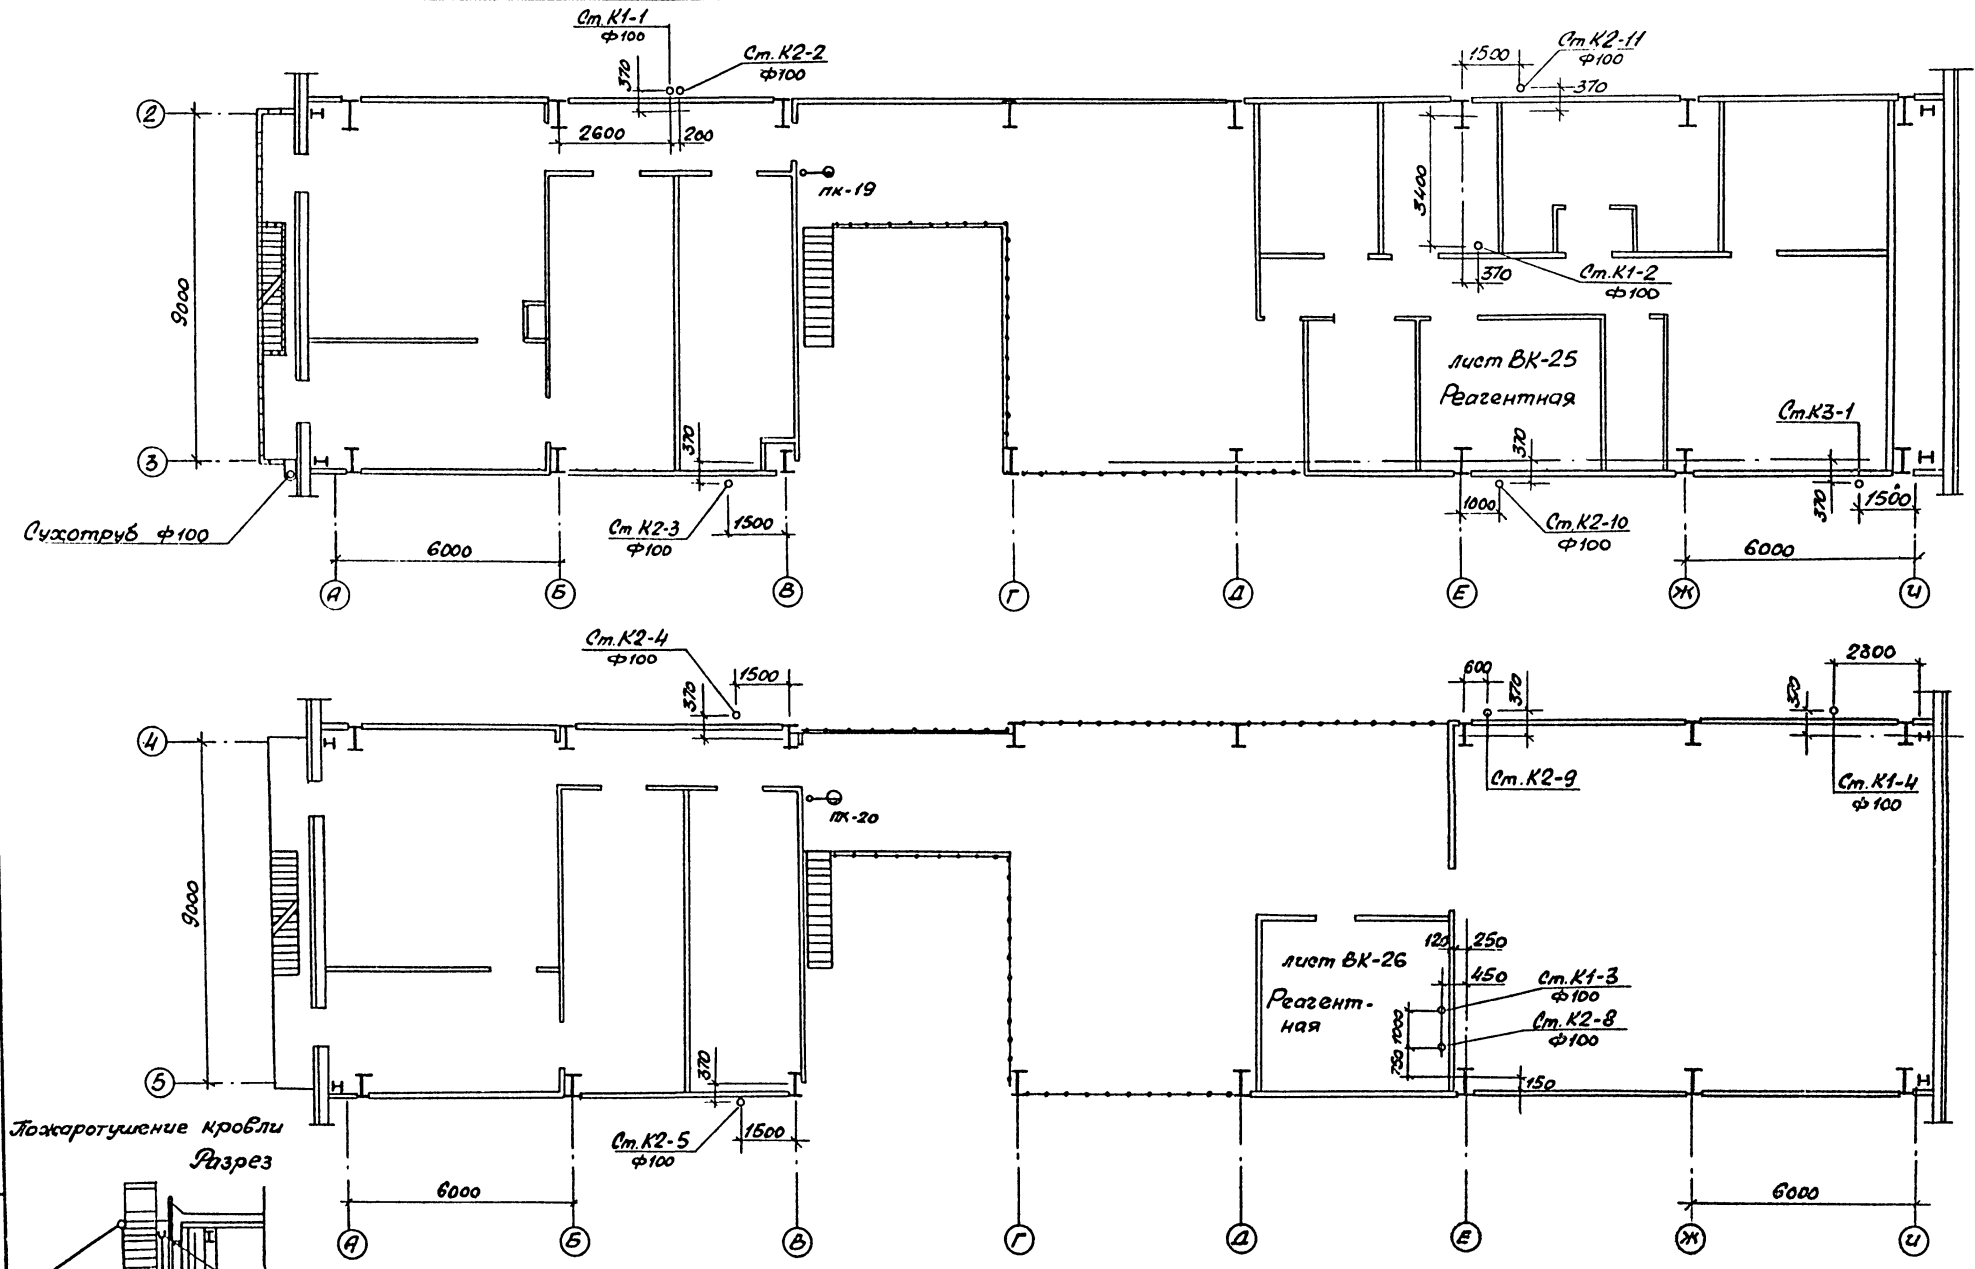 Ст.К1-1
ф100
Ст.К2-2
ф100
370
2600
200
Ст К2-11
ф100
1500
370
2
9000
3
пк-19
3400
370
Ст.К1-2
ф100
лист ВК-25
Реагентная
Ст.К3-1
370
370
370
1500
1000
1500
Сухотруб ф100
Ст К2-3
ф100
Ст.К2-10
ф100
6000
6000
А
Б
В
Г
Д
Е
Ж
И
Ст.К2-4
ф100
1500
370
600
370
2300
370
4
9000
5
Ст.К2-9
Ст.К1-4
ф100
пк-20
120
250
450
лист ВК-26
Реагент-
ная
Ст.К1-3
ф100
Ст.К2-8
ф100
1000
750
150
370
1500
Ст.К2-5
ф100
Пожаротушение кровли
Разрез
6000
6000
А
Б
В
Г
Д
Е
Ж
И